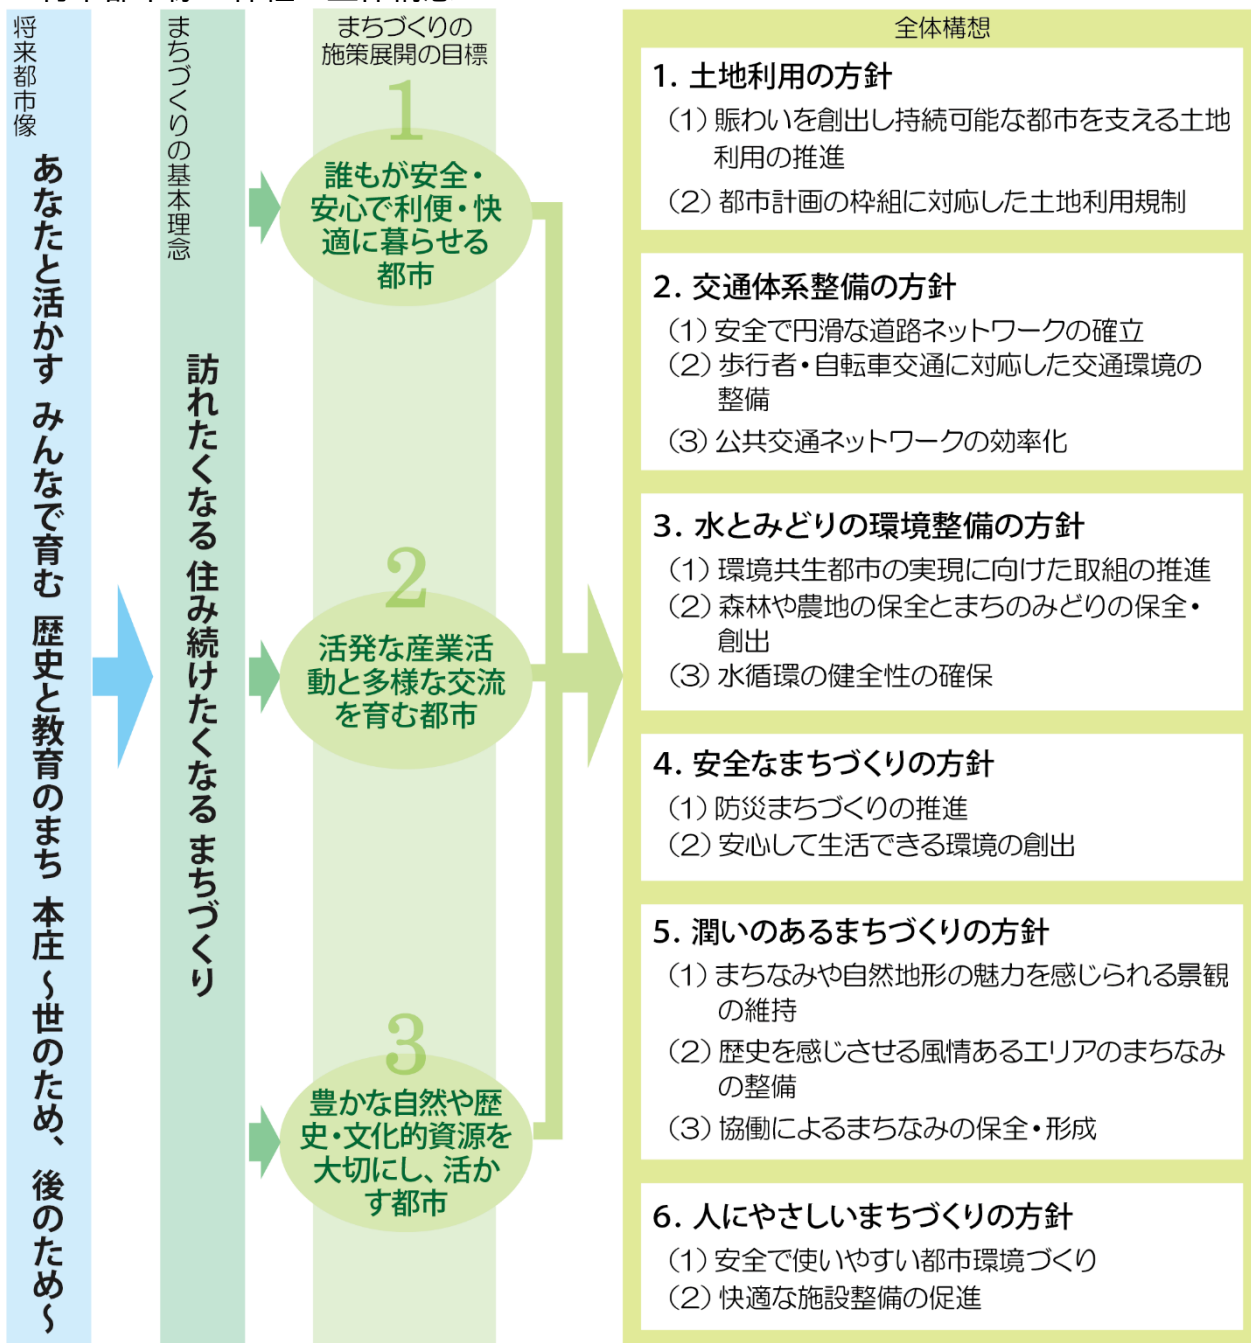 将来都市像
あなたと活かす みんなで育む 歴史と教育のまち 本庄 ～世のため、後のため～
まちづくりの基本理念
訪れたくなる 住み続けたくなる まちづくり
まちづくりの
施策展開の目標
1
誰もが安全・
安心で利便・快
適に暮らせる
都市
2
活発な産業活
動と多様な交流
を育む都市
3
豊かな自然や歴
史・文化的資源を
大切にし、活か
す都市
全体構想
1. 土地利用の方針
(1) 賑わいを創出し持続可能な都市を支える土地
利用の推進
(2) 都市計画の枠組に対応した土地利用規制
2. 交通体系整備の方針
(1) 安全で円滑な道路ネットワークの確立
(2) 歩行者・自転車交通に対応した交通環境の
整備
(3) 公共交通ネットワークの効率化
3. 水とみどりの環境整備の方針
(1) 環境共生都市の実現に向けた取組の推進
(2) 森林や農地の保全とまちのみどりの保全・
創出
(3) 水循環の健全性の確保
4. 安全なまちづくりの方針
(1) 防災まちづくりの推進
(2) 安心して生活できる環境の創出
5. 潤いのあるまちづくりの方針
(1) まちなみや自然地形の魅力を感じられる景観
の維持
(2) 歴史を感じさせる風情あるエリアのまちなみ
の整備
(3) 協働によるまちなみの保全・形成
6. 人にやさしいまちづくりの方針
(1) 安全で使いやすい都市環境づくり
(2) 快適な施設整備の促進